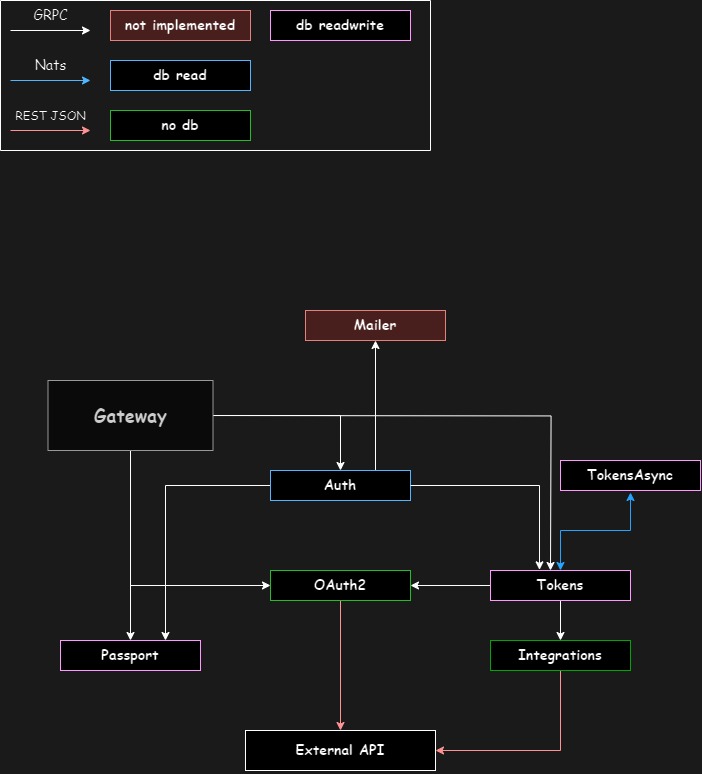 GRPC
not implemented
db readwrite
Nats
db read
REST JSON
no db
Mailer
Gateway
Auth
TokensAsync
OAuth2
Tokens
Passport
Integrations
External API